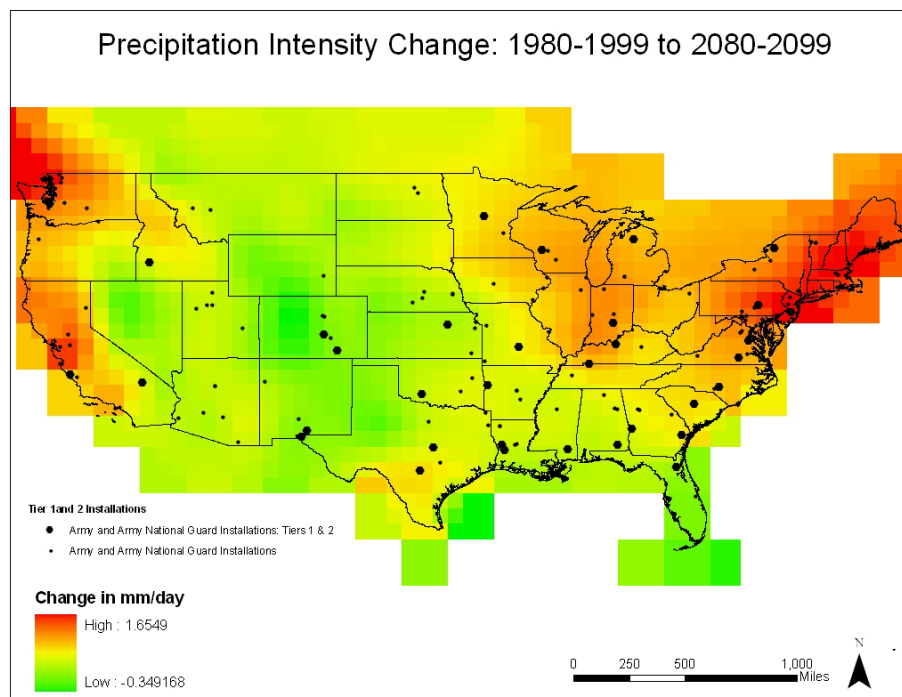 Precipitation Intensity Change: 1980-1999 to 2080-2099
Tier 1and 2 Installations
Army and Army National Guard Installations: Tiers 1 & 2
Army and Army National Guard Installations
Change in mm/day
High : 1.6549
Low : -0.349168
N
0 250 500 1,000
Miles